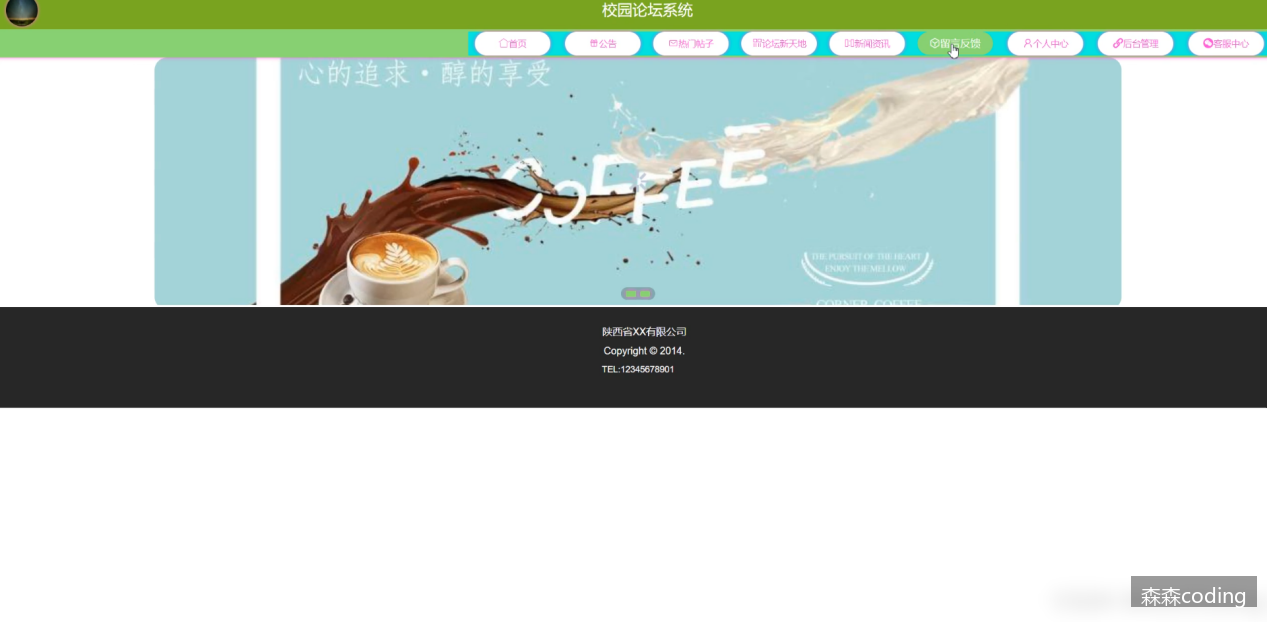 校园论坛系统
首页
公告
热门帖子
论坛新天地
新闻资讯
留言反馈
个人中心
后台管理
客服中心
心的追求·醇的享受
COFFEE
THE PURSUIT OF THE HEART
ENJOY THE MELLOW
CORNER COFFEE
陕西省XX有限公司
Copyright © 2014.
TEL:12345678901
森森coding